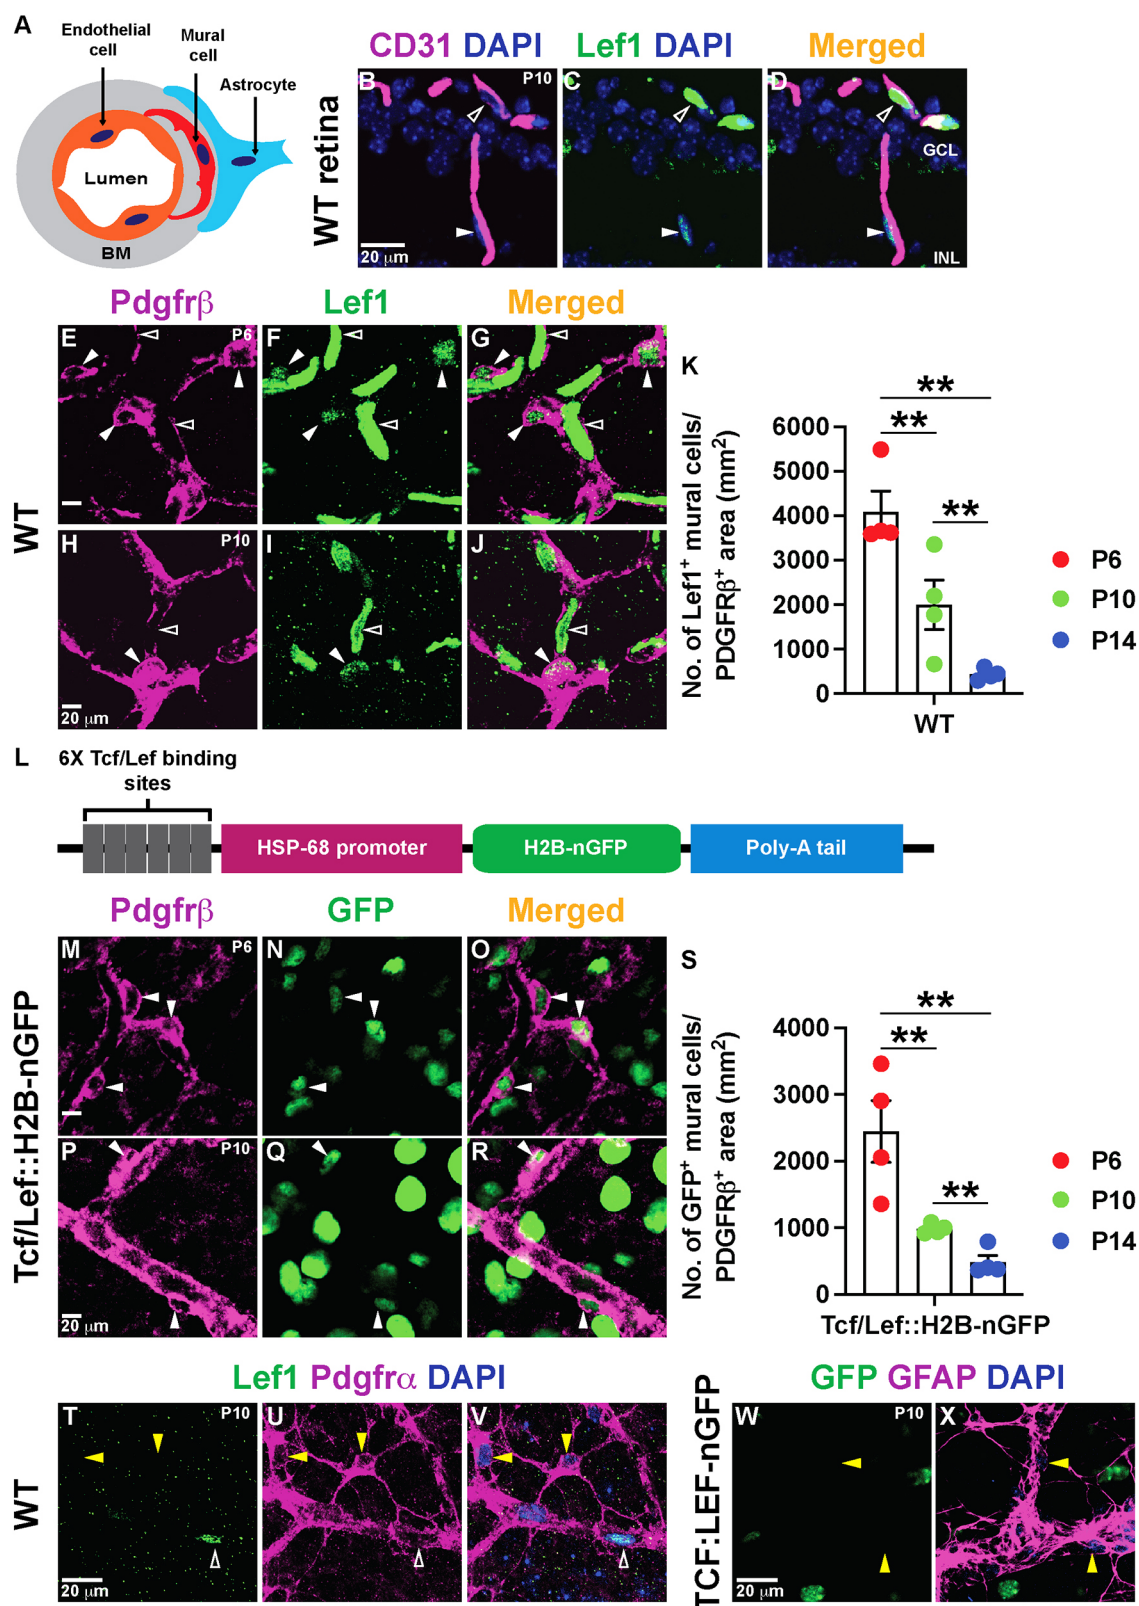 A
Endothelial
cell
Mural
cell
Astrocyte
Lumen
BM
CD31 DAPI
Lef1 DAPI
Merged
WT retina
B
P10
C
D
GCL
INL
20 µm
Pdgfrβ
Lef1
Merged
WT
E
P6
F
G
H
P10
I
J
20 µm
K
No. of Lef1⁺ mural cells/
PDGFRβ⁺ area (mm²)
6000
5000
4000
3000
2000
1000
0
**
**
**
WT
P6
P10
P14
L
6X Tcf/Lef binding
sites
HSP-68 promoter
H2B-nGFP
Poly-A tail
Pdgfrβ
GFP
Merged
Tcf/Lef::H2B-nGFP
M
P6
N
O
P
P10
Q
R
20 µm
S
No. of GFP⁺ mural cells/
PDGFRβ⁺ area (mm²)
4000
3000
2000
1000
0
**
**
**
Tcf/Lef::H2B-nGFP
P6
P10
P14
Lef1 Pdgfrα DAPI
WT
T
P10
U
V
20 µm
GFP GFAP DAPI
TCF:LEF-nGFP
W
P10
X
20 µm